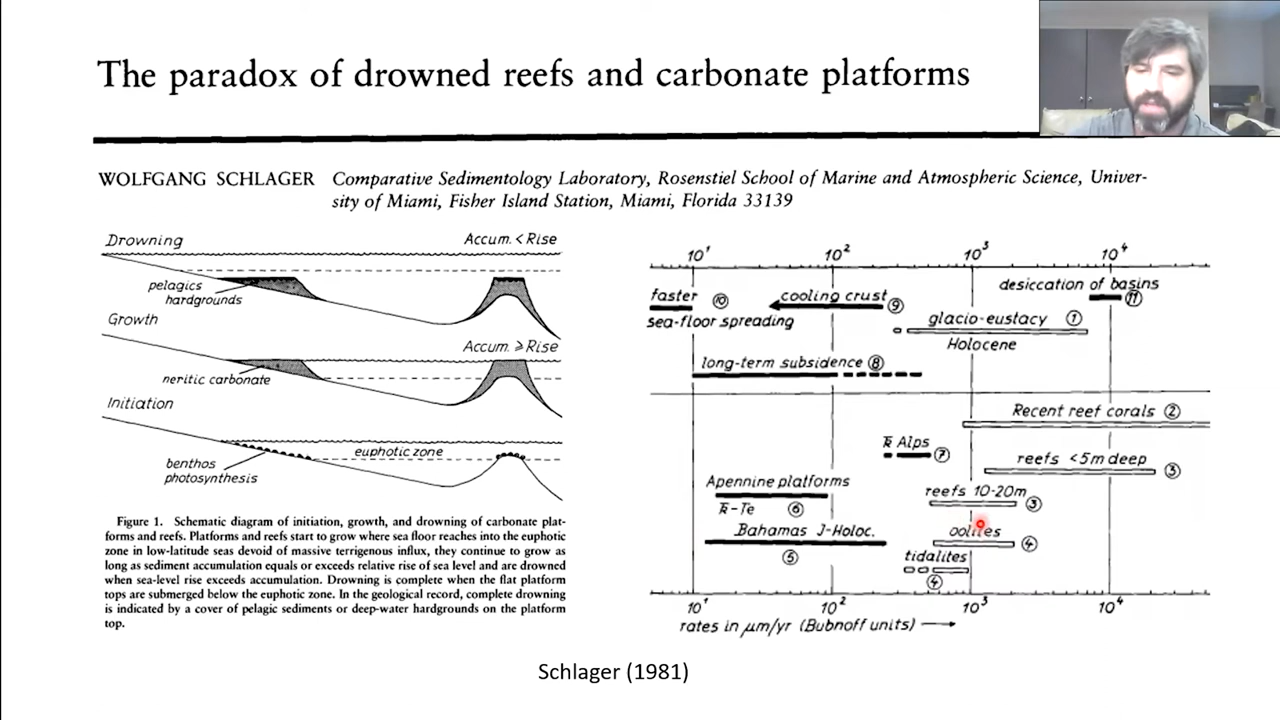 The paradox of drowned reefs and carbonate platforms
WOLFGANG SCHLAGER Comparative Sedimentology Laboratory, Rosenstiel School of Marine and Atmospheric Science, Univer-
sity of Miami, Fisher Island Station, Miami, Florida 33139
Drowning
Accum. < Rise
pelagics
hardgrounds
Growth
Accum. ⩾ Rise
neritic carbonate
Initiation
euphotic zone
benthos
photosynthesis
Figure 1. Schematic diagram of initiation, growth, and drowning of carbonate plat-
forms and reefs. Platforms and reefs start to grow where sea floor reaches into the euphotic
zone in low-latitude seas devoid of massive terrigenous influx, they continue to grow as
long as sediment accumulation equals or exceeds relative rise of sea level and are drowned
when sea-level rise exceeds accumulation. Drowning is complete when the flat platform
tops are submerged below the euphotic zone. In the geological record, complete drowning
is indicated by a cover of pelagic sediments or deep-water hardgrounds on the platform
top.
10¹ 10² 10³ 10⁴
desiccation of basins ⑪
faster ⑩ cooling crust ⑨
sea-floor spreading
glacio-eustacy ①
Holocene
long-term subsidence ⑧
Recent reef corals ②
Ŧ Alps ⑦
reefs <5m deep ③
Apennine platforms
reefs 10-20m ③
Ŧ-Te ⑥
Bahamas J-Holoc. oolites ④
⑤
tidalites
④
10¹ 10² 10³ 10⁴
rates in μm/yr (Bubnoff units)
Schlager (1981)